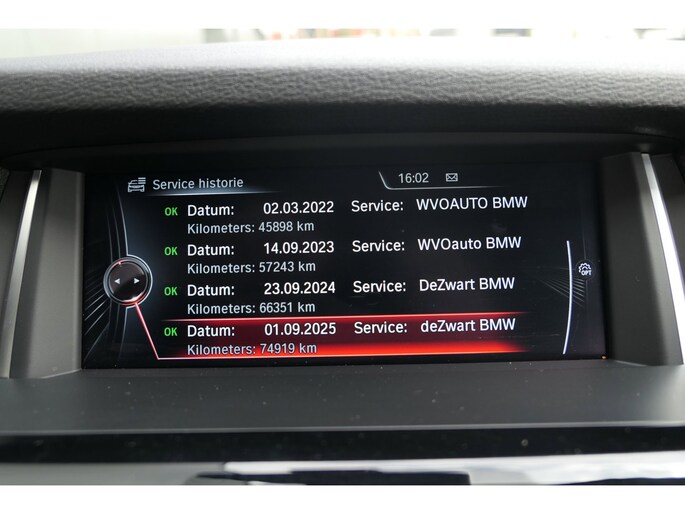 Service historie 16:02
OK Datum: 02.03.2022 Service: WVOAUTO BMW
Kilometers: 45898 km
OK Datum: 14.09.2023 Service: WVOauto BMW
Kilometers: 57243 km
OK Datum: 23.09.2024 Service: DeZwart BMW
Kilometers: 66351 km
OK Datum: 01.09.2025 Service: deZwart BMW
Kilometers: 74919 km
OPT